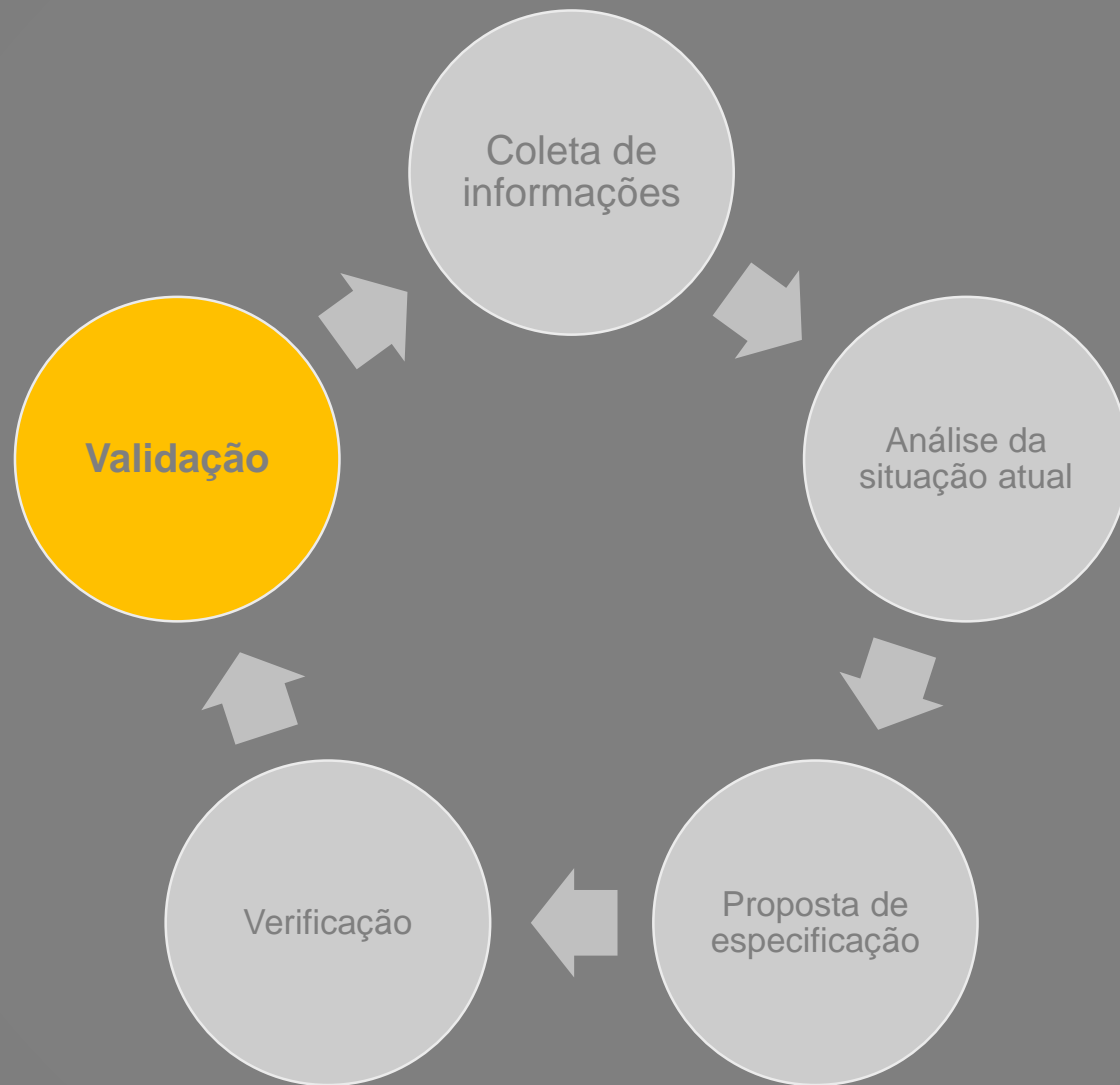 Coleta de
informações
Análise da
situação atual
Proposta de
especificação
Verificação
Validação